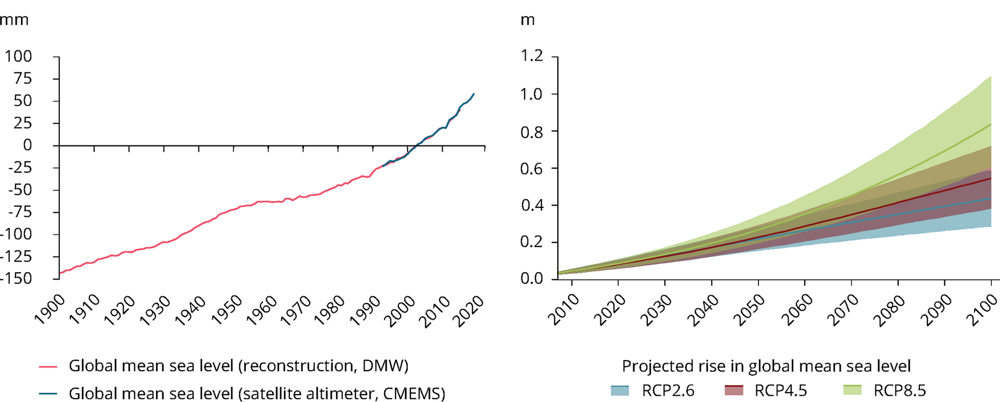 mm
100
75
50
25
0
-25
-50
-75
-100
-125
-150
1900 1910 1920 1930 1940 1950 1960 1970 1980 1990 2000 2010 2020
Global mean sea level (reconstruction, DMW)
Global mean sea level (satellite altimeter, CMEMS)
m
1.2
1.0
0.8
0.6
0.4
0.2
0.0
2010 2020 2030 2040 2050 2060 2070 2080 2090 2100
Projected rise in global mean sea level
RCP2.6 RCP4.5 RCP8.5